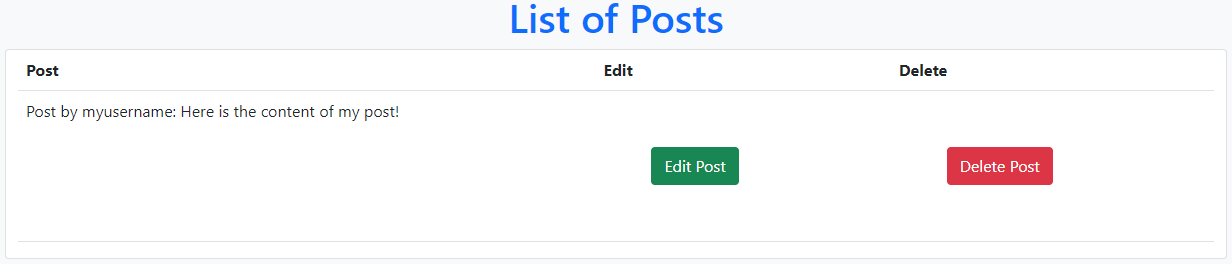 List of Posts
Post Edit Delete
Post by myusername: Here is the content of my post!
Edit Post Delete Post